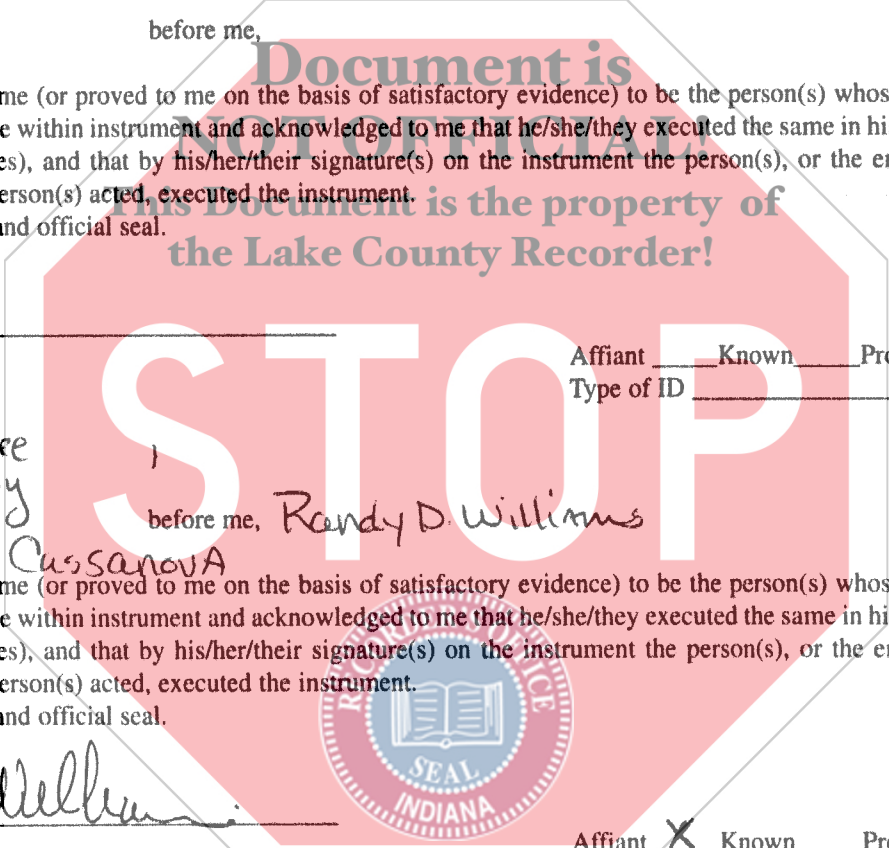 before me,
Document is
me (or proved to me on the basis of satisfactory evidence) to be the person(s) whos
e within instrument and acknowledged to me that he/she/they executed the same in hi
NOT OFFICIAL!
es), and that by his/her/their signature(s) on the instrument the person(s), or the e
erson(s) acted, executed the instrument.
This Document is the property of
and official seal.
the Lake County Recorder!
STOP
Affiant ____Known____Pro
Type of ID
before me, Randy D. Williams
CassanovA
me (or proved to me on the basis of satisfactory evidence) to be the person(s) whos
e within instrument and acknowledged to me that he/she/they executed the same in hi
es), and that by his/her/their signature(s) on the instrument the person(s), or the e
erson(s) acted, executed the instrument.
and official seal.
RECORDER'S OFFICE
SEAL
INDIANA
Affiant X Known Pro